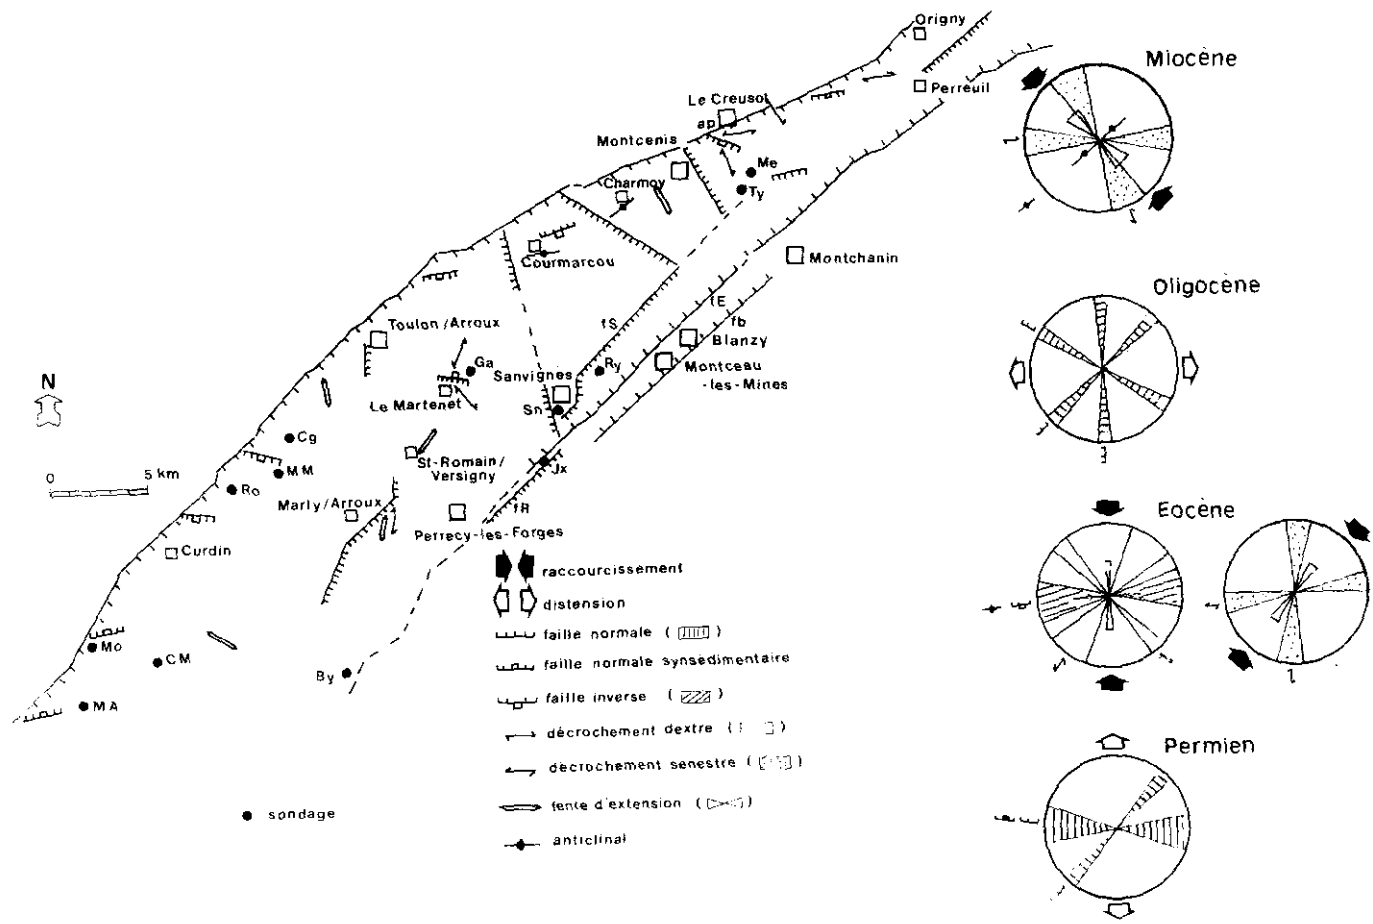 Origny
Miocène
Perreuil
Le Creusot
ap
Montcenis
Me
Ty
Charmoy
Courmarcou
Montchanin
Oligocène
fE
fS
fb
Toulon/Arroux
Blanzy
Ga
Ry
Montceau
-les-Mines
Sanvignes
N
Le Martenet
Sn
Cg
St-Romain/
Versigny
Jx
0 5 km
MM
Ro
Marly/Arroux
fR
Eocène
Perrecy-les-Forges
Curdin
raccourcissement
distension
faille normale ( )
Mo
CM
faille normale synsédimentaire
By
faille inverse ( )
MA
décrochement dextre ( )
Permien
décrochement senestre ( )
fente d'extension ( )
sondage
anticlinal